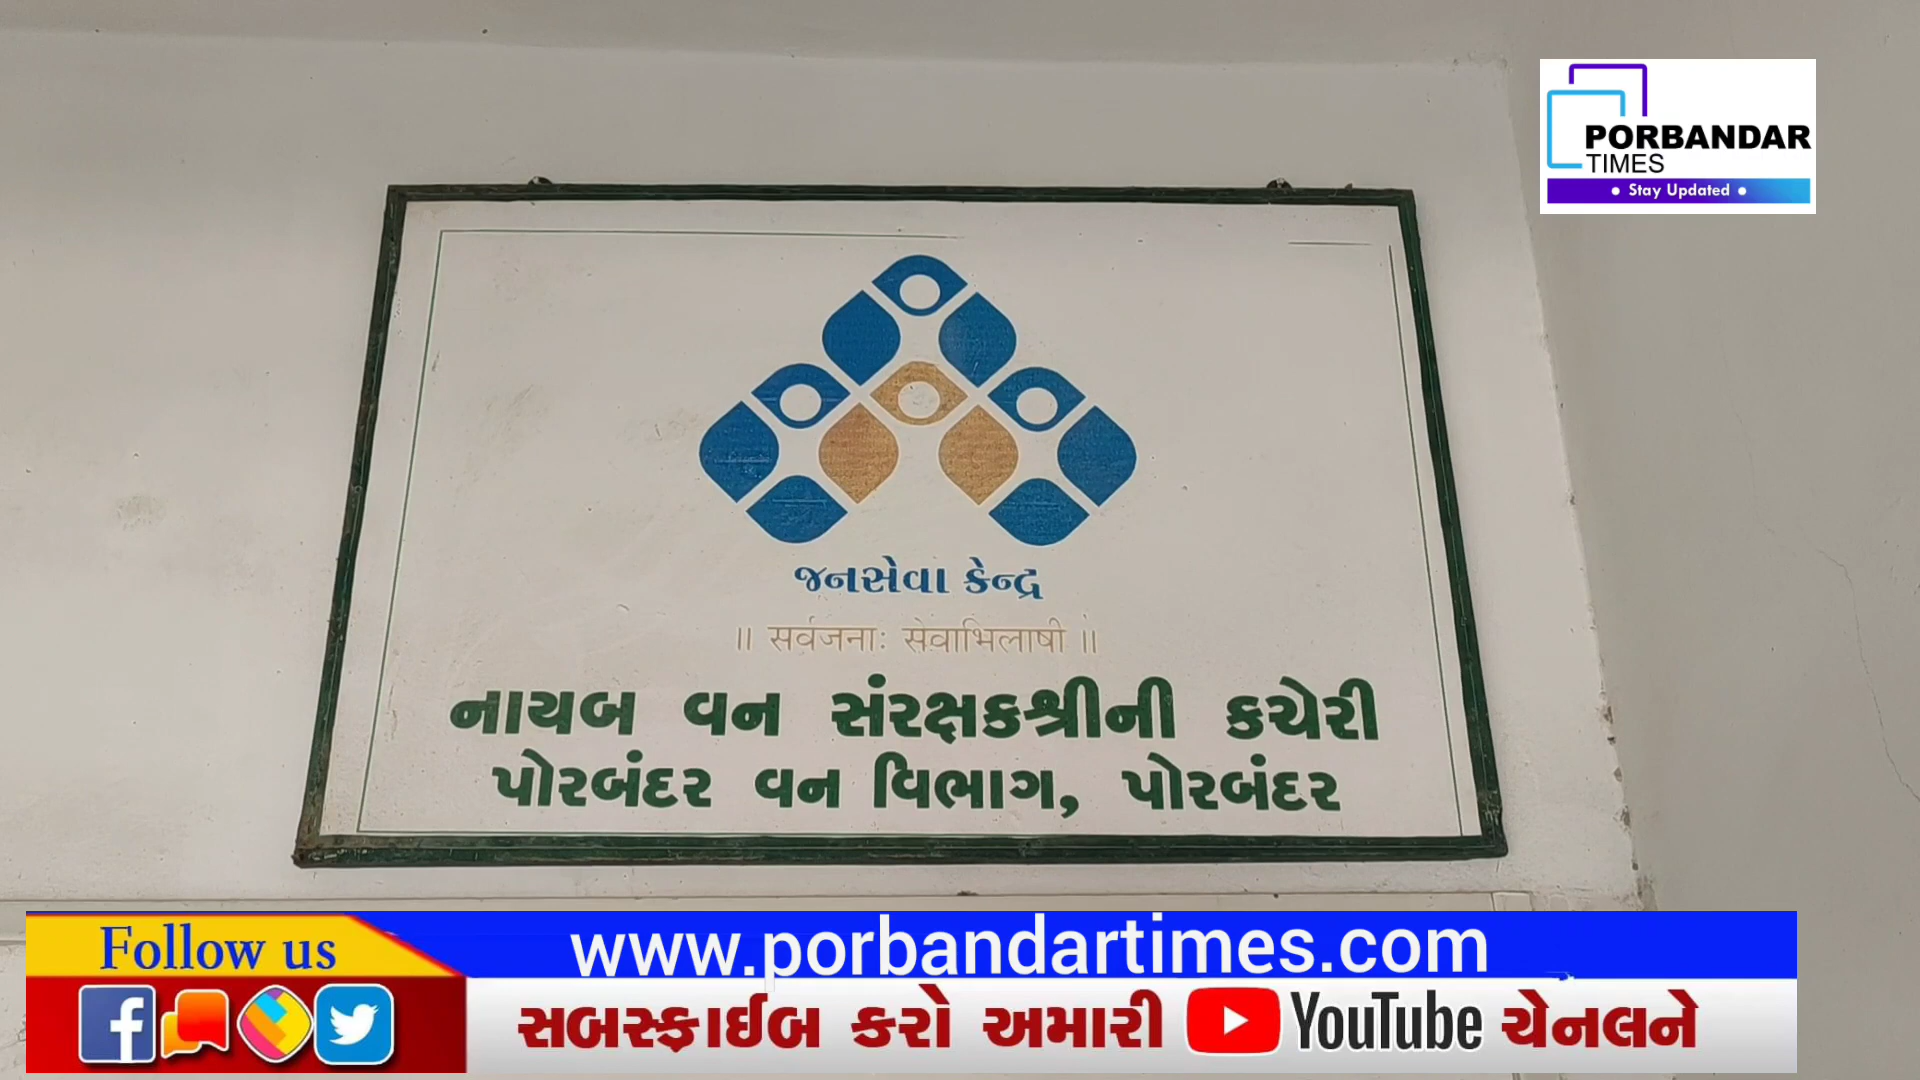 PORBANDAR
TIMES
• Stay Updated •
જનસેવા કેન્દ્ર
॥ सर्वजनाः सेवाभिलाषी ॥
નાયબ વન સંરક્ષકશ્રીની કચેરી
પોરબંદર વન વિભાગ, પોરબંદર
Follow us
www.porbandartimes.com
સબસ્ફ્રાઈબ કરો અમારી YouTube ચેનલને